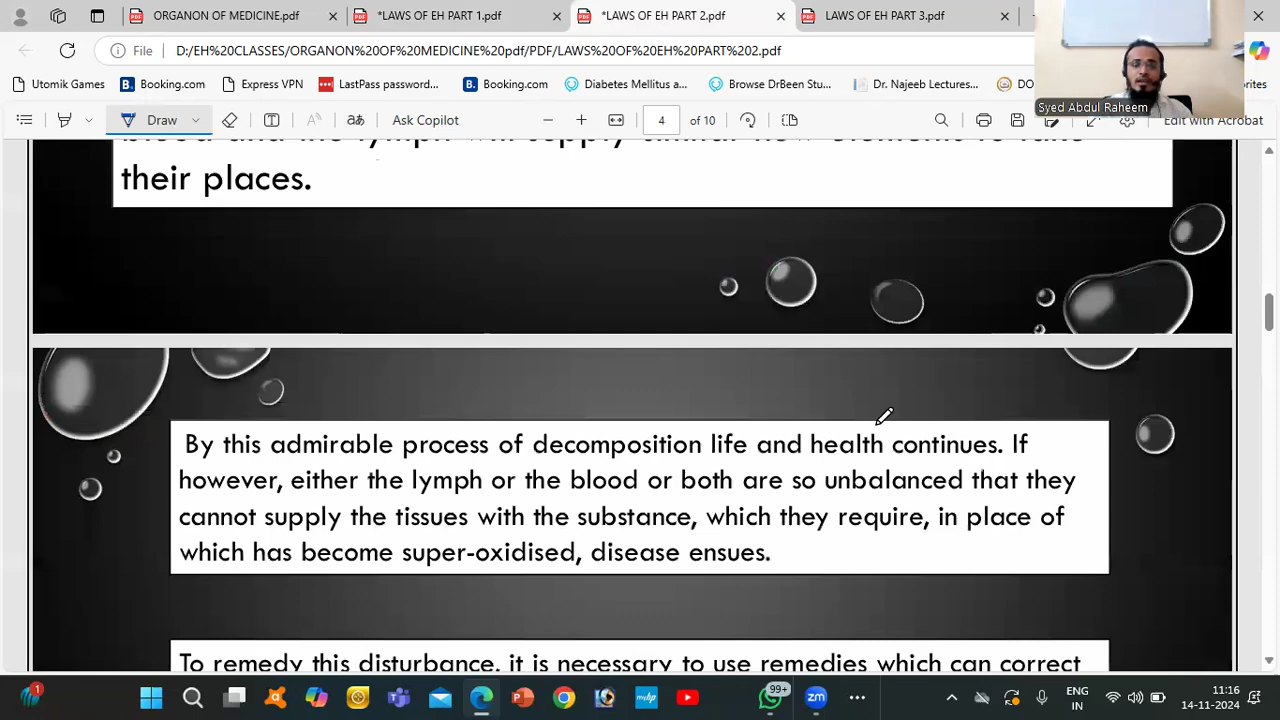 ORGANON OF MEDICINE.pdf
*LAWS OF EH PART 1.pdf
*LAWS OF EH PART 2.pdf
LAWS OF EH PART 3.pdf
File
D:/EH%20CLASSES/ORGANON%20OF%20MEDICINE%20pdf/PDF/LAWS%20OF%20EH%20PART%202.pdf
Utomik Games
Booking.com
Express VPN
LastPass password...
Booking.com
Diabetes Mellitus a...
Browse DrBeen Stu...
Dr. Najeeb Lectures...
DO
Syed Abdul Raheem
Draw
Ask Copilot
4
of 10
Edit with Acrobat
their places.
By this admirable process of decomposition life and health continues. If
however, either the lymph or the blood or both are so unbalanced that they
cannot supply the tissues with the substance, which they require, in place of
which has become super-oxidised, disease ensues.
To remedy this disturbance, it is necessary to use remedies which can correct
1
myhp
99+
zm
ENG
IN
11:16
14-11-2024